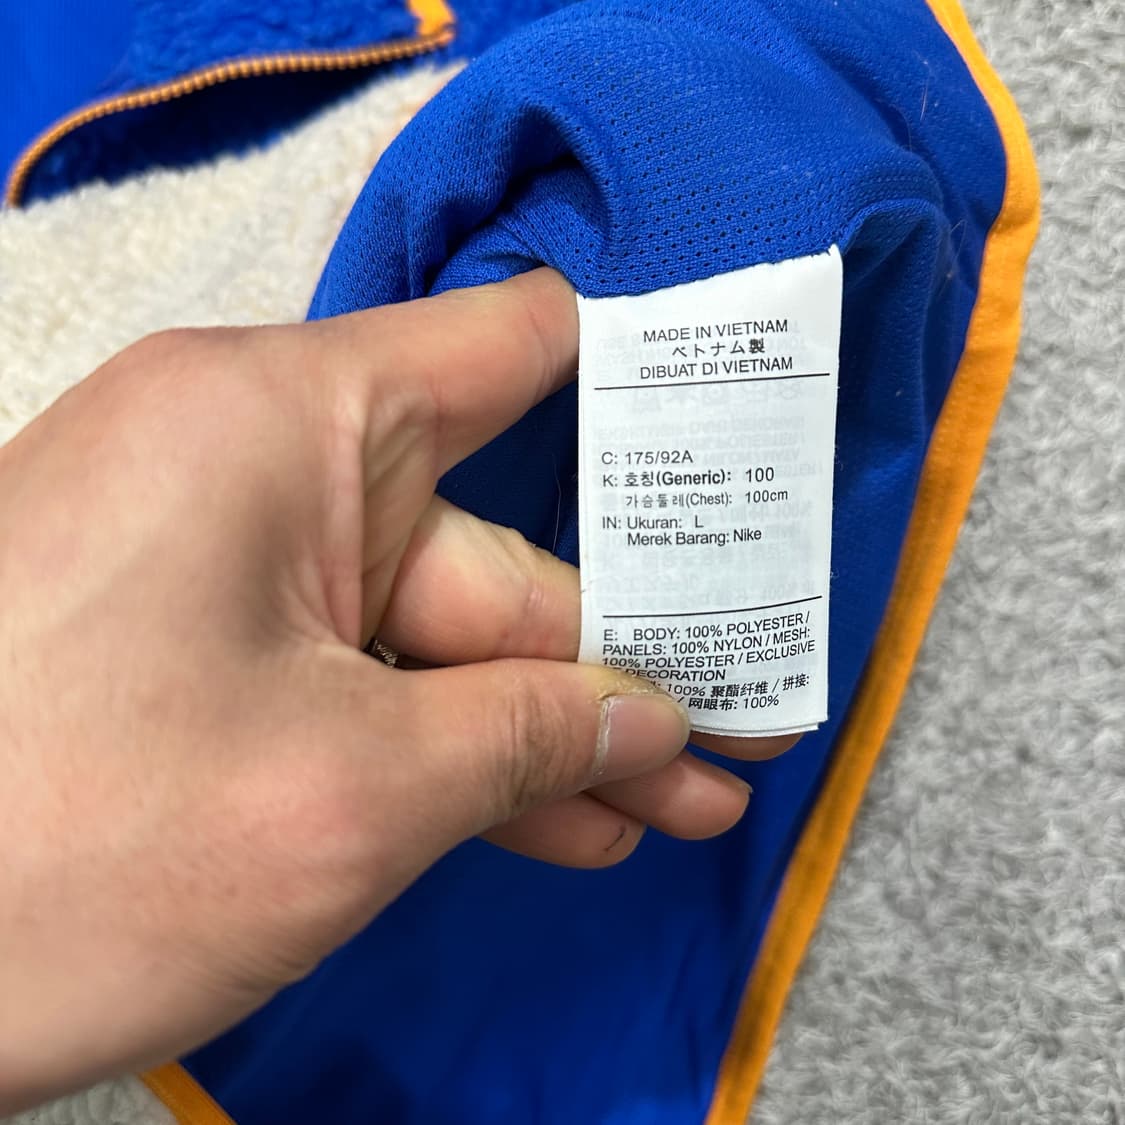 MADE IN VIETNAM
ベトナム製
DIBUAT DI VIETNAM
C: 175/92A
K: 호칭(Generic): 100
가슴둘레(Chest): 100cm
IN: Ukuran: L
Merek Barang: Nike
E: BODY: 100% POLYESTER /
PANELS: 100% NYLON / MESH:
100% POLYESTER / EXCLUSIVE
DECORATION
100% 聚酯纤维 / 拼接:
/ 网眼布: 100%